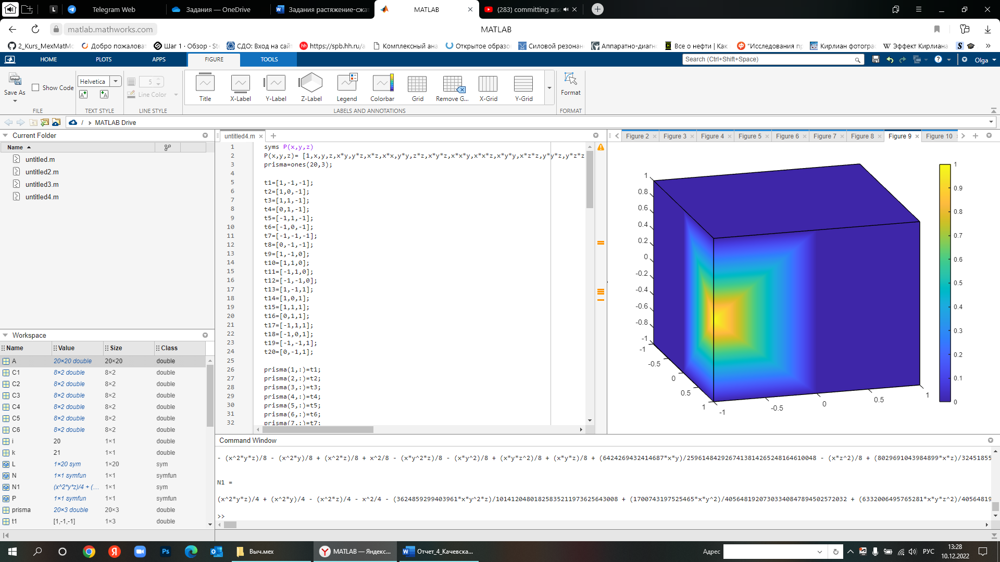 Telegram Web
Задания — OneDrive
Задания растяжение-сжат
MATLAB
(283) committing arso
matlab.mathworks.com
MATLAB
2_Kurs_MexMatMo
Добро пожаловат
Шаг 1 · Обзор · Ste
СДО: Вход на сайт
https://spb.hh.ru/a
Комплексный ана
Открытое образо
Силовой резонан
Аппаратно-диагн
Все о нефти | Как
"Исследования пр
Кирлиан фотограс
Эффект Кирлиана
HOME
PLOTS
APPS
FIGURE
TOOLS
Search (Ctrl+Shift+Space)
Olga
Save As
Show Code
Helvetica
5
Line Color
Title
X-Label
Y-Label
Z-Label
Legend
Colorbar
Grid
Remove G...
X-Grid
Y-Grid
Format
FILE
TEXT STYLE
LINE STYLE
LABELS AND ANNOTATIONS
FORMAT
/ MATLAB Drive
Current Folder
Name
untitled.m
untitled2.m
untitled3.m
untitled4.m
Workspace
Name Value Size Class
A 20×20 double 20×20 double
C1 8×2 double 8×2 double
C2 8×2 double 8×2 double
C3 8×2 double 8×2 double
C4 8×2 double 8×2 double
C5 8×2 double 8×2 double
C6 8×2 double 8×2 double
i 20 1×1 double
k 21 1×1 double
L 1×20 sym 1×20 sym
N 1×1 symfun 1×1 symfun
N1 (x^2*y*z)/4 + (... 1×1 sym
P 1×1 symfun 1×1 symfun
prisma 20×3 double 20×3 double
t1 [1,-1,-1] 1×3 double
untitled4.m
1 syms P(x,y,z)
2 P(x,y,z)= [1,x,y,z,x*y,y*z,x*z,x*x,y*y,z*z,x*y*z,x*x*y,x*x*z,x*y*y,x*z*z,y*y*z,y*z*z
3 prisma=ones(20,3);
4
5 t1=[1,-1,-1];
6 t2=[1,0,-1];
7 t3=[1,1,-1];
8 t4=[0,1,-1];
9 t5=[-1,1,-1];
10 t6=[-1,0,-1];
11 t7=[-1,-1,-1];
12 t8=[0,-1,-1];
13 t9=[1,-1,0];
14 t10=[1,1,0];
15 t11=[-1,1,0];
16 t12=[-1,-1,0];
17 t13=[1,-1,1];
18 t14=[1,0,1];
19 t15=[1,1,1];
20 t16=[0,1,1];
21 t17=[-1,1,1];
22 t18=[-1,0,1];
23 t19=[-1,-1,1];
24 t20=[0,-1,1];
25
26 prisma(1,:)=t1;
27 prisma(2,:)=t2;
28 prisma(3,:)=t3;
29 prisma(4,:)=t4;
30 prisma(5,:)=t5;
31 prisma(6,:)=t6;
32 prisma(7,:)=t7;
Figure 2
Figure 3
Figure 4
Figure 5
Figure 6
Figure 7
Figure 8
Figure 9
Figure 10
1
0.8
0.6
0.4
0.2
0
-0.2
-0.4
-0.6
-0.8
-1
-1
-0.5
0
0.5
1
-1
-0.5
0
0.5
1
1
0.9
0.8
0.7
0.6
0.5
0.4
0.3
0.2
0.1
0
Command Window
- (x^2*y*z)/8 - (x^2*y)/8 + (x^2*z)/8 + x^2/8 - (x*y^2*z)/8 - (x*y^2)/8 + (x*y*z^2)/8 + (x*y*z)/8 + (6424269432414687*x*y)/25961484292674138142652481646100​48 - (x*z^2)/8 + (8029691043984899*x*z)/32451855
N1 =
(x^2*y*z)/4 + (x^2*y)/4 - (x^2*z)/4 - x^2/4 - (3624859299403961*x*y^2*z)/10141204801825835211973625643008 + (1700743197525465*x*y^2)/40564819207303340847894502572032 + (6332006495765281*x*y*z^2)/40564819
>>
Выч.мех
MATLAB — Яндекс...
Отчет_4_Качевска...
Адрес
РУС
13:28
10.12.2022